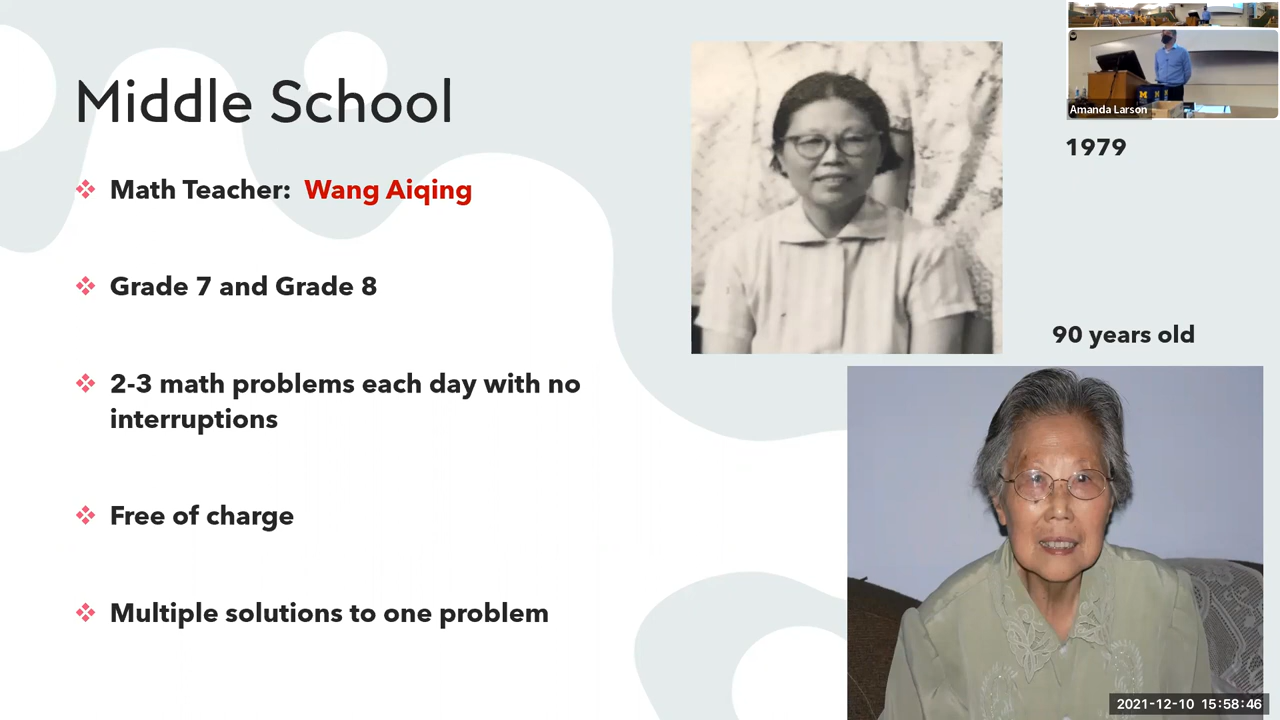 Middle School
Math Teacher: Wang Aiqing
Grade 7 and Grade 8
2-3 math problems each day with no
interruptions
Free of charge
Multiple solutions to one problem
Amanda Larson
1979
90 years old
2021-12-10 15:58:46